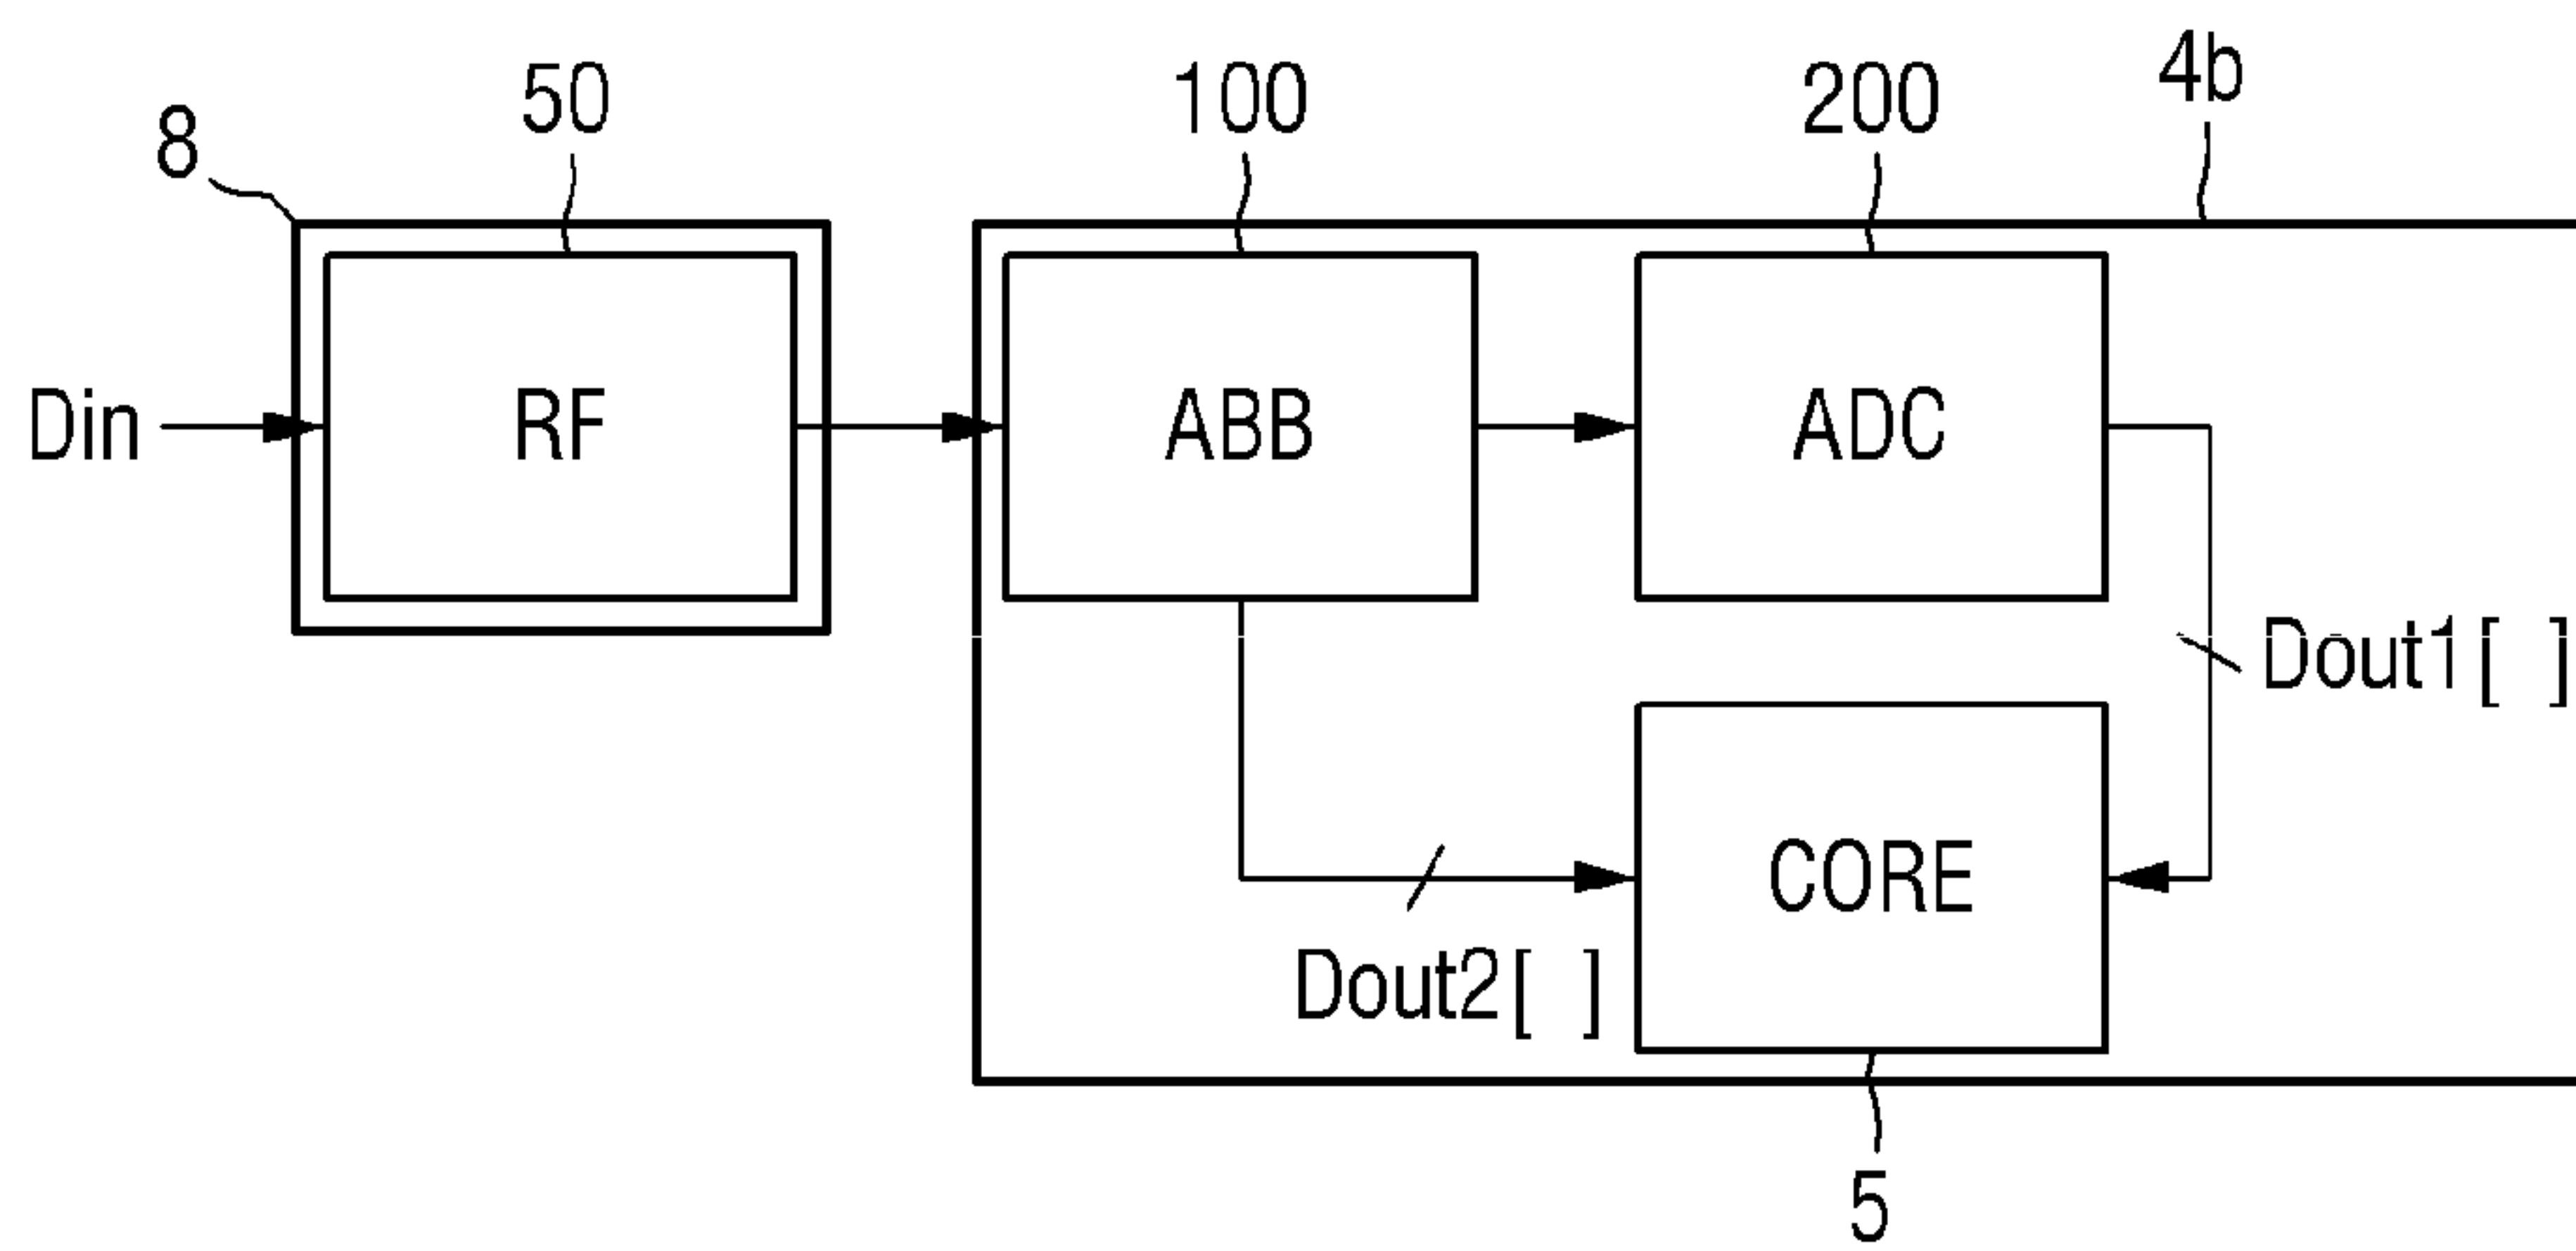 8
50
100
200
4b
Din
RF
ABB
ADC
Dout1[ ]
CORE
Dout2[ ]
5